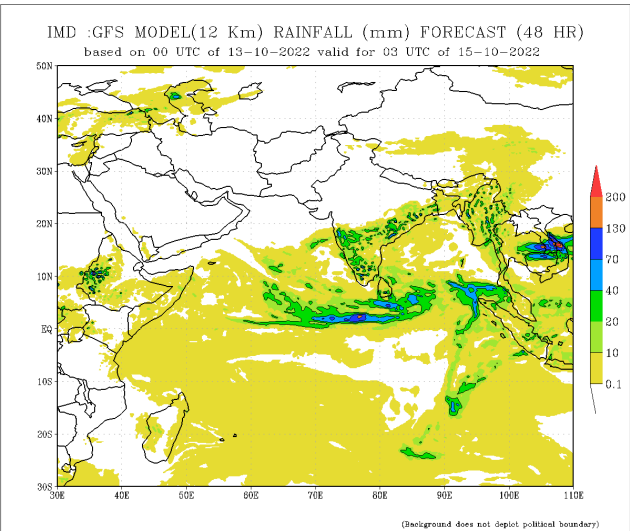 IMD :GFS MODEL(12 Km) RAINFALL (mm) FORECAST (48 HR)
based on 00 UTC of 13-10-2022 valid for 03 UTC of 15-10-2022
50N
40N
30N
20N
10N
EQ
10S
20S
30S
30E 40E 50E 60E 70E 80E 90E 100E 110E
200
130
70
40
20
10
0.1
(Background does not depict political boundary)